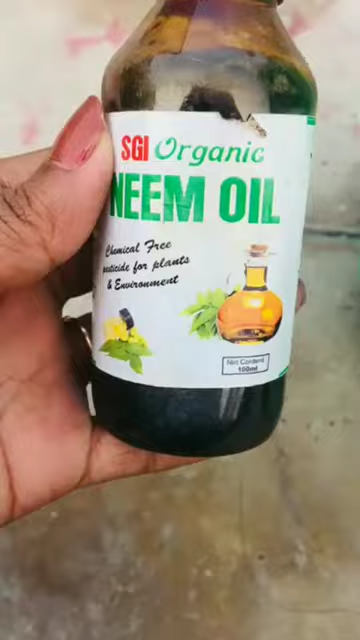 SGI Organic
NEEM OIL
Chemical Free
pesticide for plants
& Environment
Net Content
100ml